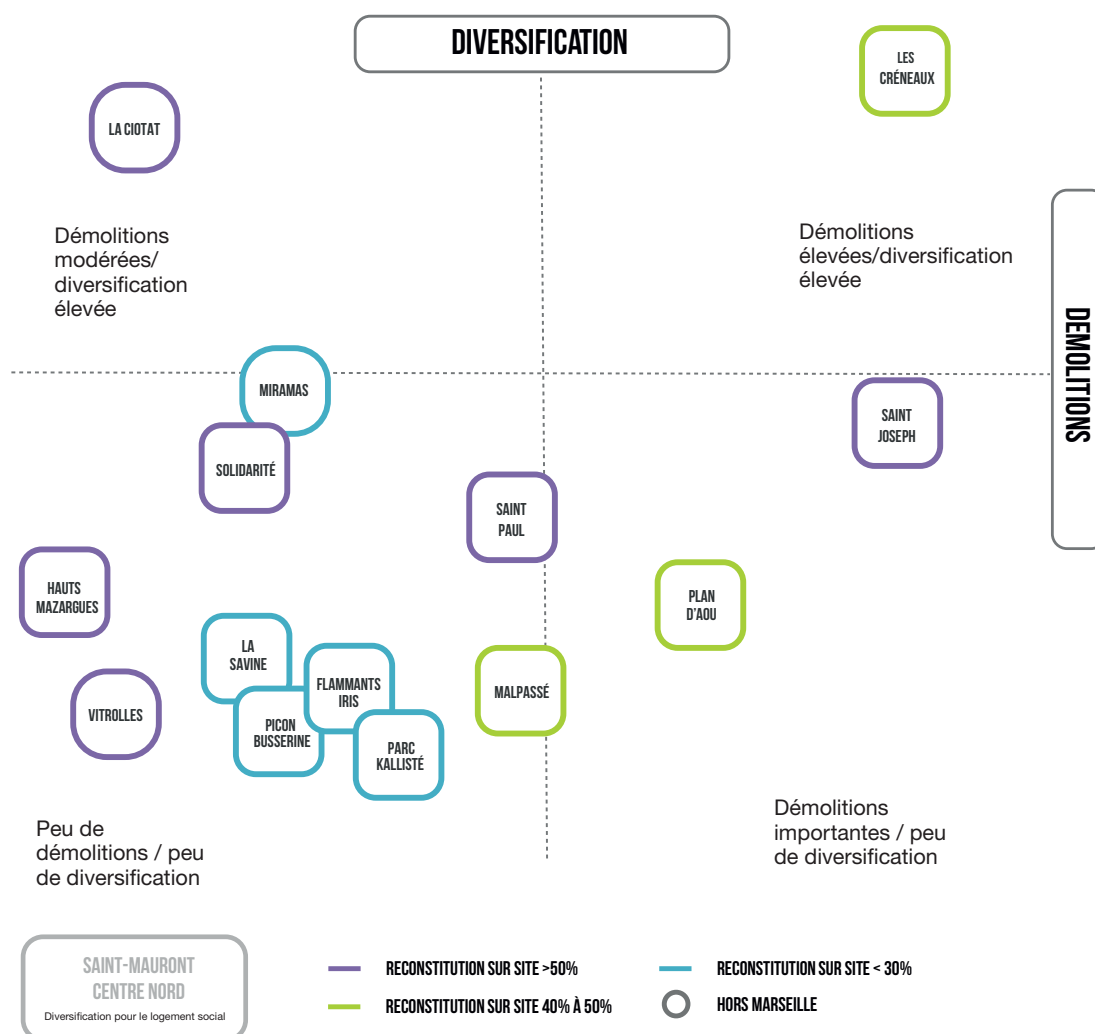 DIVERSIFICATION
LES
CRÉNEAUX
LA CIOTAT
Démolitions
modérées/
diversification
élevée
Démolitions
élevées/diversification
élevée
DEMOLITIONS
MIRAMAS
SAINT
JOSEPH
SOLIDARITÉ
SAINT
PAUL
HAUTS
MAZARGUES
PLAN
D'AOU
LA
SAVINE
FLAMMANTS
IRIS
MALPASSÉ
VITROLLES
PICON
BUSSERINE
PARC
KALLISTÉ
Peu de
démolitions / peu
de diversification
Démolitions
importantes / peu
de diversification
SAINT-MAURONT
CENTRE NORD
Diversification pour le logement social
RECONSTITUTION SUR SITE >50%
RECONSTITUTION SUR SITE < 30%
RECONSTITUTION SUR SITE 40% À 50%
HORS MARSEILLE